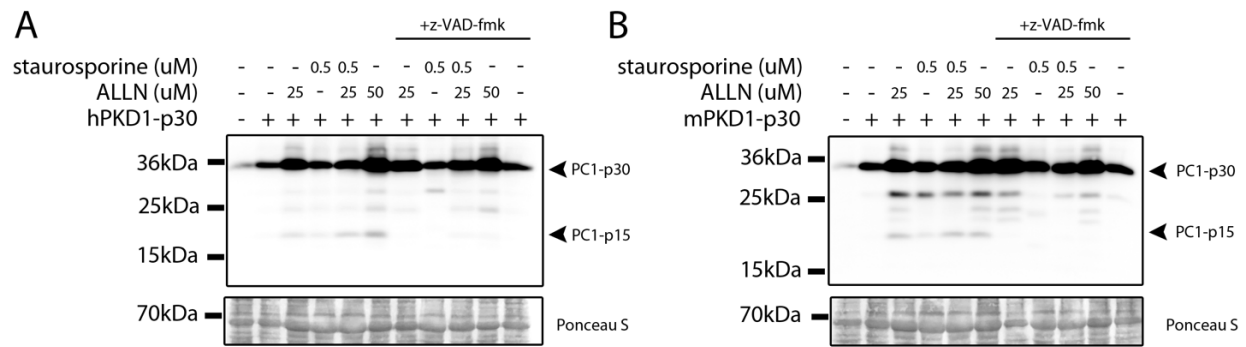 A
+z-VAD-fmk
staurosporine (uM) - - - 0.5 0.5 - - 0.5 0.5 - -
ALLN (uM) - - 25 - 25 50 25 - 25 50 -
hPKD1-p30 - + + + + + + + + + +
36kDa
PC1-p30
25kDa
PC1-p15
15kDa
70kDa
Ponceau S
B
+z-VAD-fmk
staurosporine (uM) - - - 0.5 0.5 - - 0.5 0.5 - -
ALLN (uM) - - 25 - 25 50 25 - 25 50 -
mPKD1-p30 - + + + + + + + + + +
36kDa
PC1-p30
25kDa
PC1-p15
15kDa
70kDa
Ponceau S